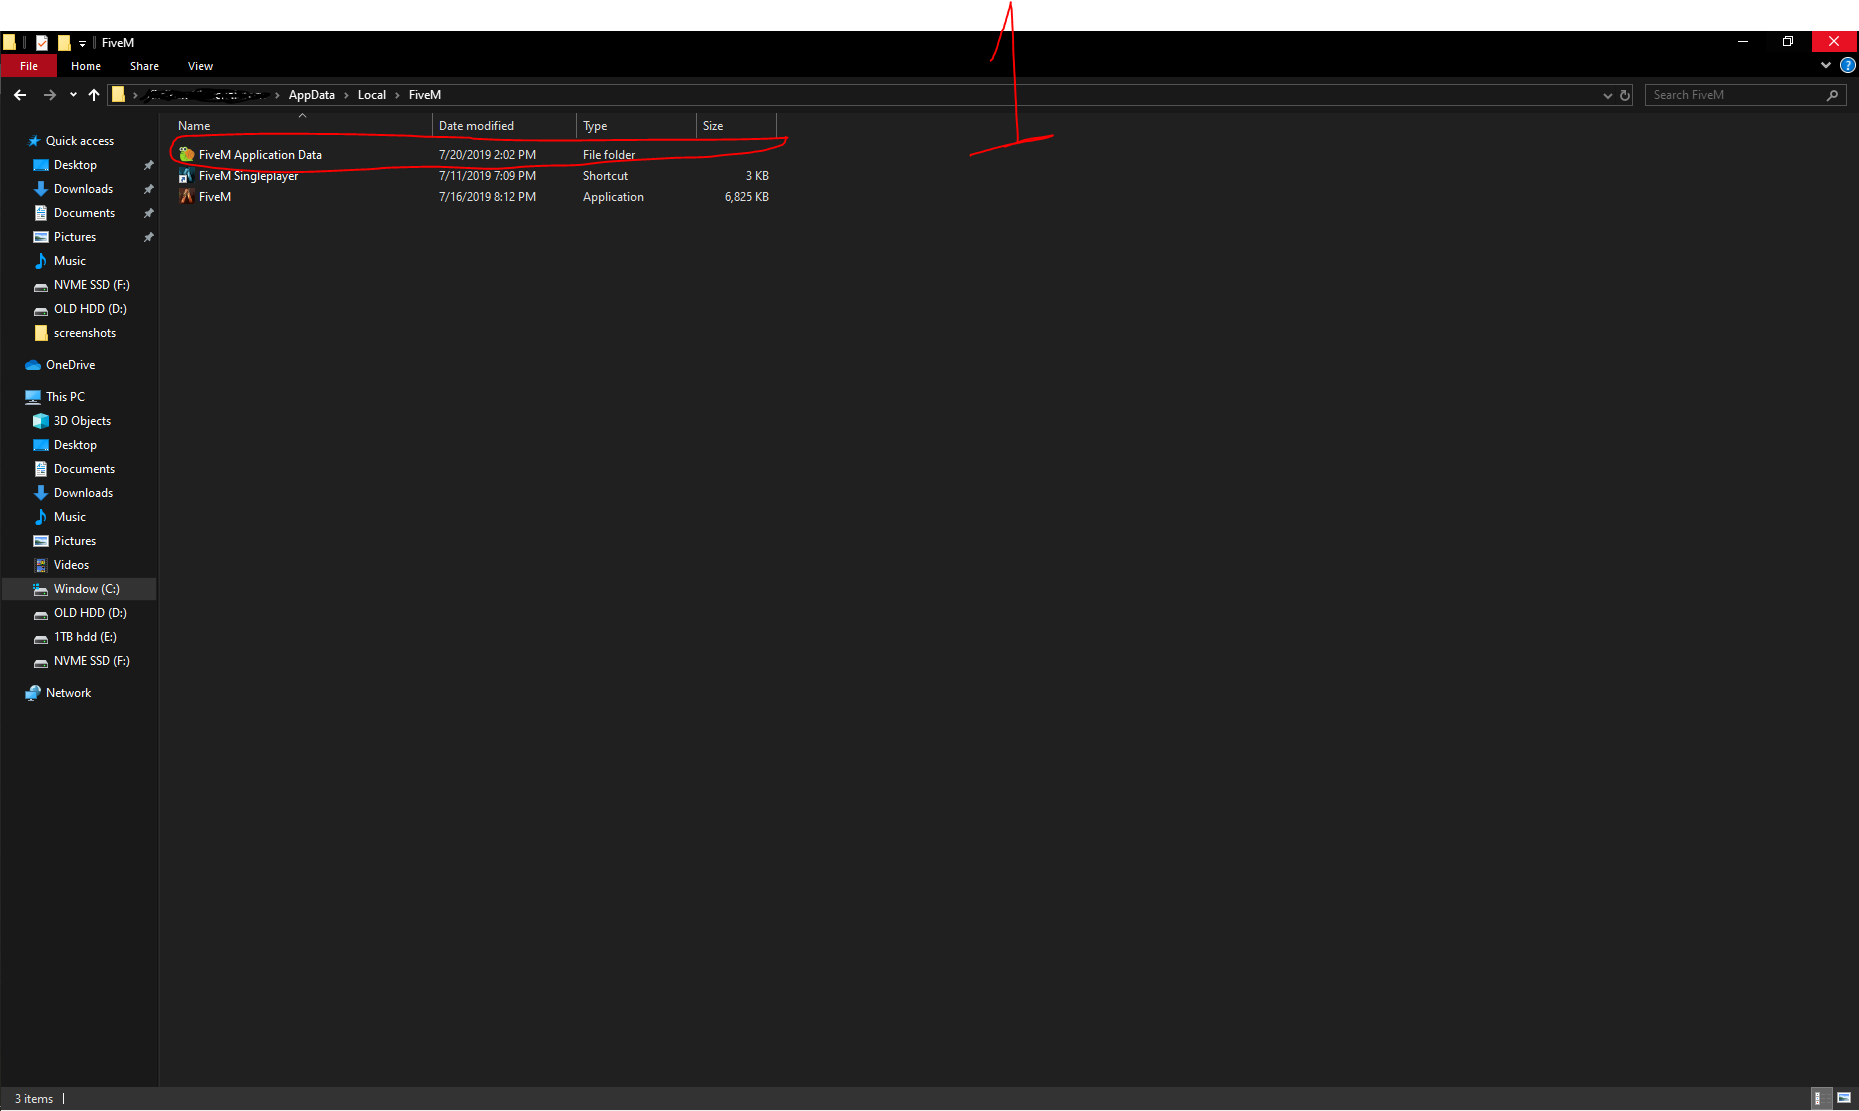 1
FiveM
File Home Share View
AppData Local FiveM Search FiveM
Name Date modified Type Size
FiveM Application Data 7/20/2019 2:02 PM File folder
FiveM Singleplayer 7/11/2019 7:09 PM Shortcut 3 KB
FiveM 7/16/2019 8:12 PM Application 6,825 KB
Quick access
Desktop
Downloads
Documents
Pictures
Music
NVME SSD (F:)
OLD HDD (D:)
screenshots
OneDrive
This PC
3D Objects
Desktop
Documents
Downloads
Music
Pictures
Videos
Window (C:)
OLD HDD (D:)
1TB hdd (E:)
NVME SSD (F:)
Network
3 items